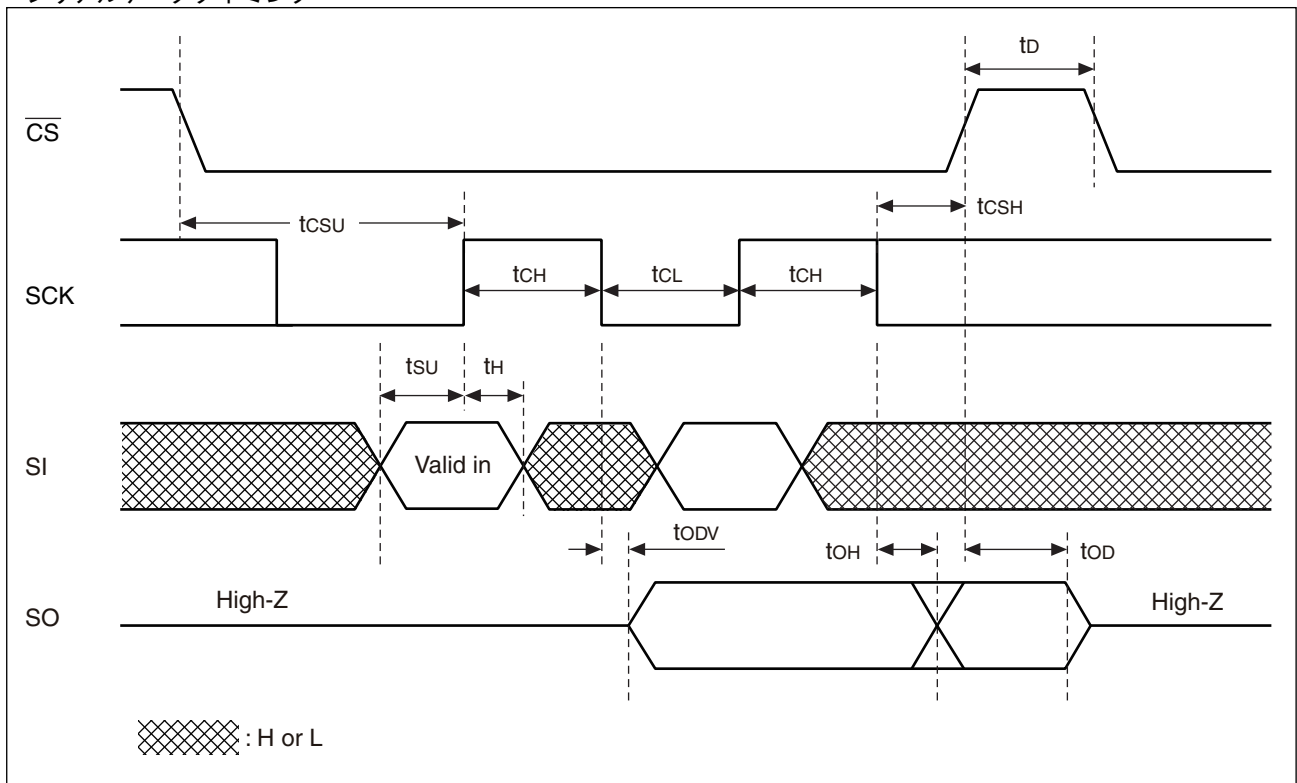 tD
CS
tCSU
tCSH
SCK
tCH
tCL
tCH
tSU
tH
SI
Valid in
tODV
tOH
tOD
SO
High-Z
High-Z
: H or L